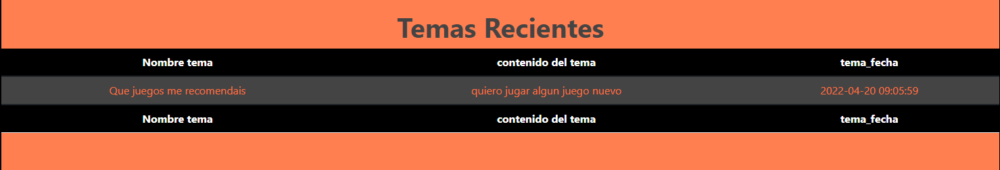 Temas Recientes
Nombre tema contenido del tema tema_fecha
Que juegos me recomendais quiero jugar algun juego nuevo 2022-04-20 09:05:59
Nombre tema contenido del tema tema_fecha